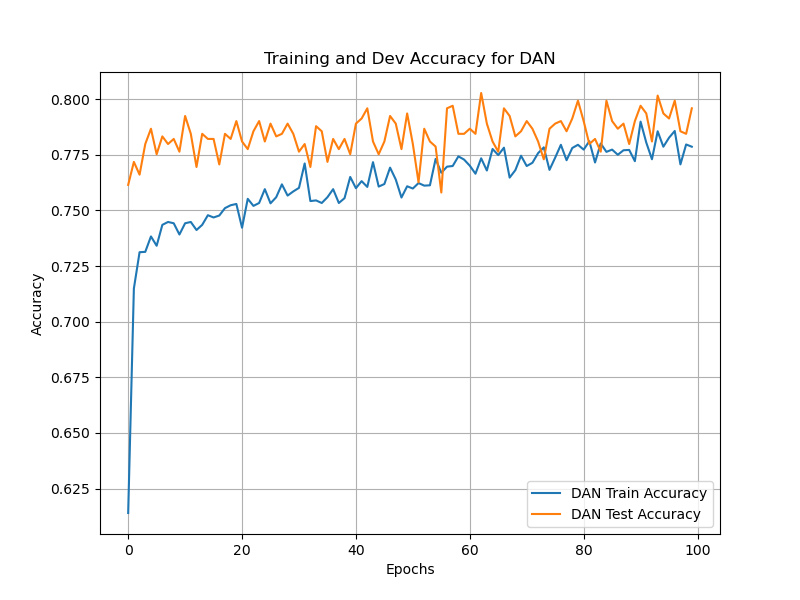 Training and Dev Accuracy for DAN
0.800
0.775
0.750
0.725
0.700
0.675
0.650
0.625
Accuracy
0
20
40
60
80
100
Epochs
DAN Train Accuracy
DAN Test Accuracy